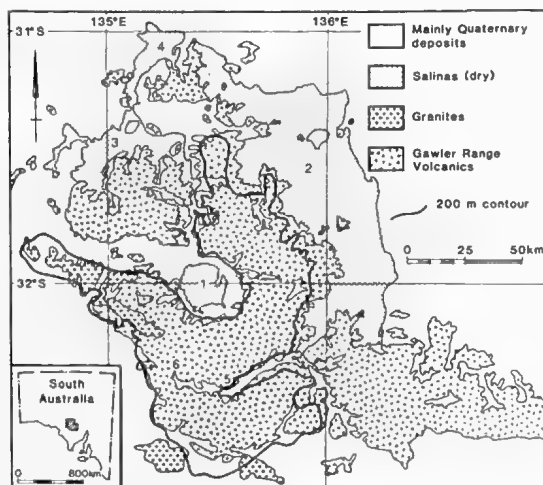 135°E
136°E
31°S
4
3
2
32°S
1
6
5
Mainly Quaternary
deposits
Salinas (dry)
Granites
Gawler Range
Volcanics
200 m contour
0 25 50km
South
Australia
0 800km